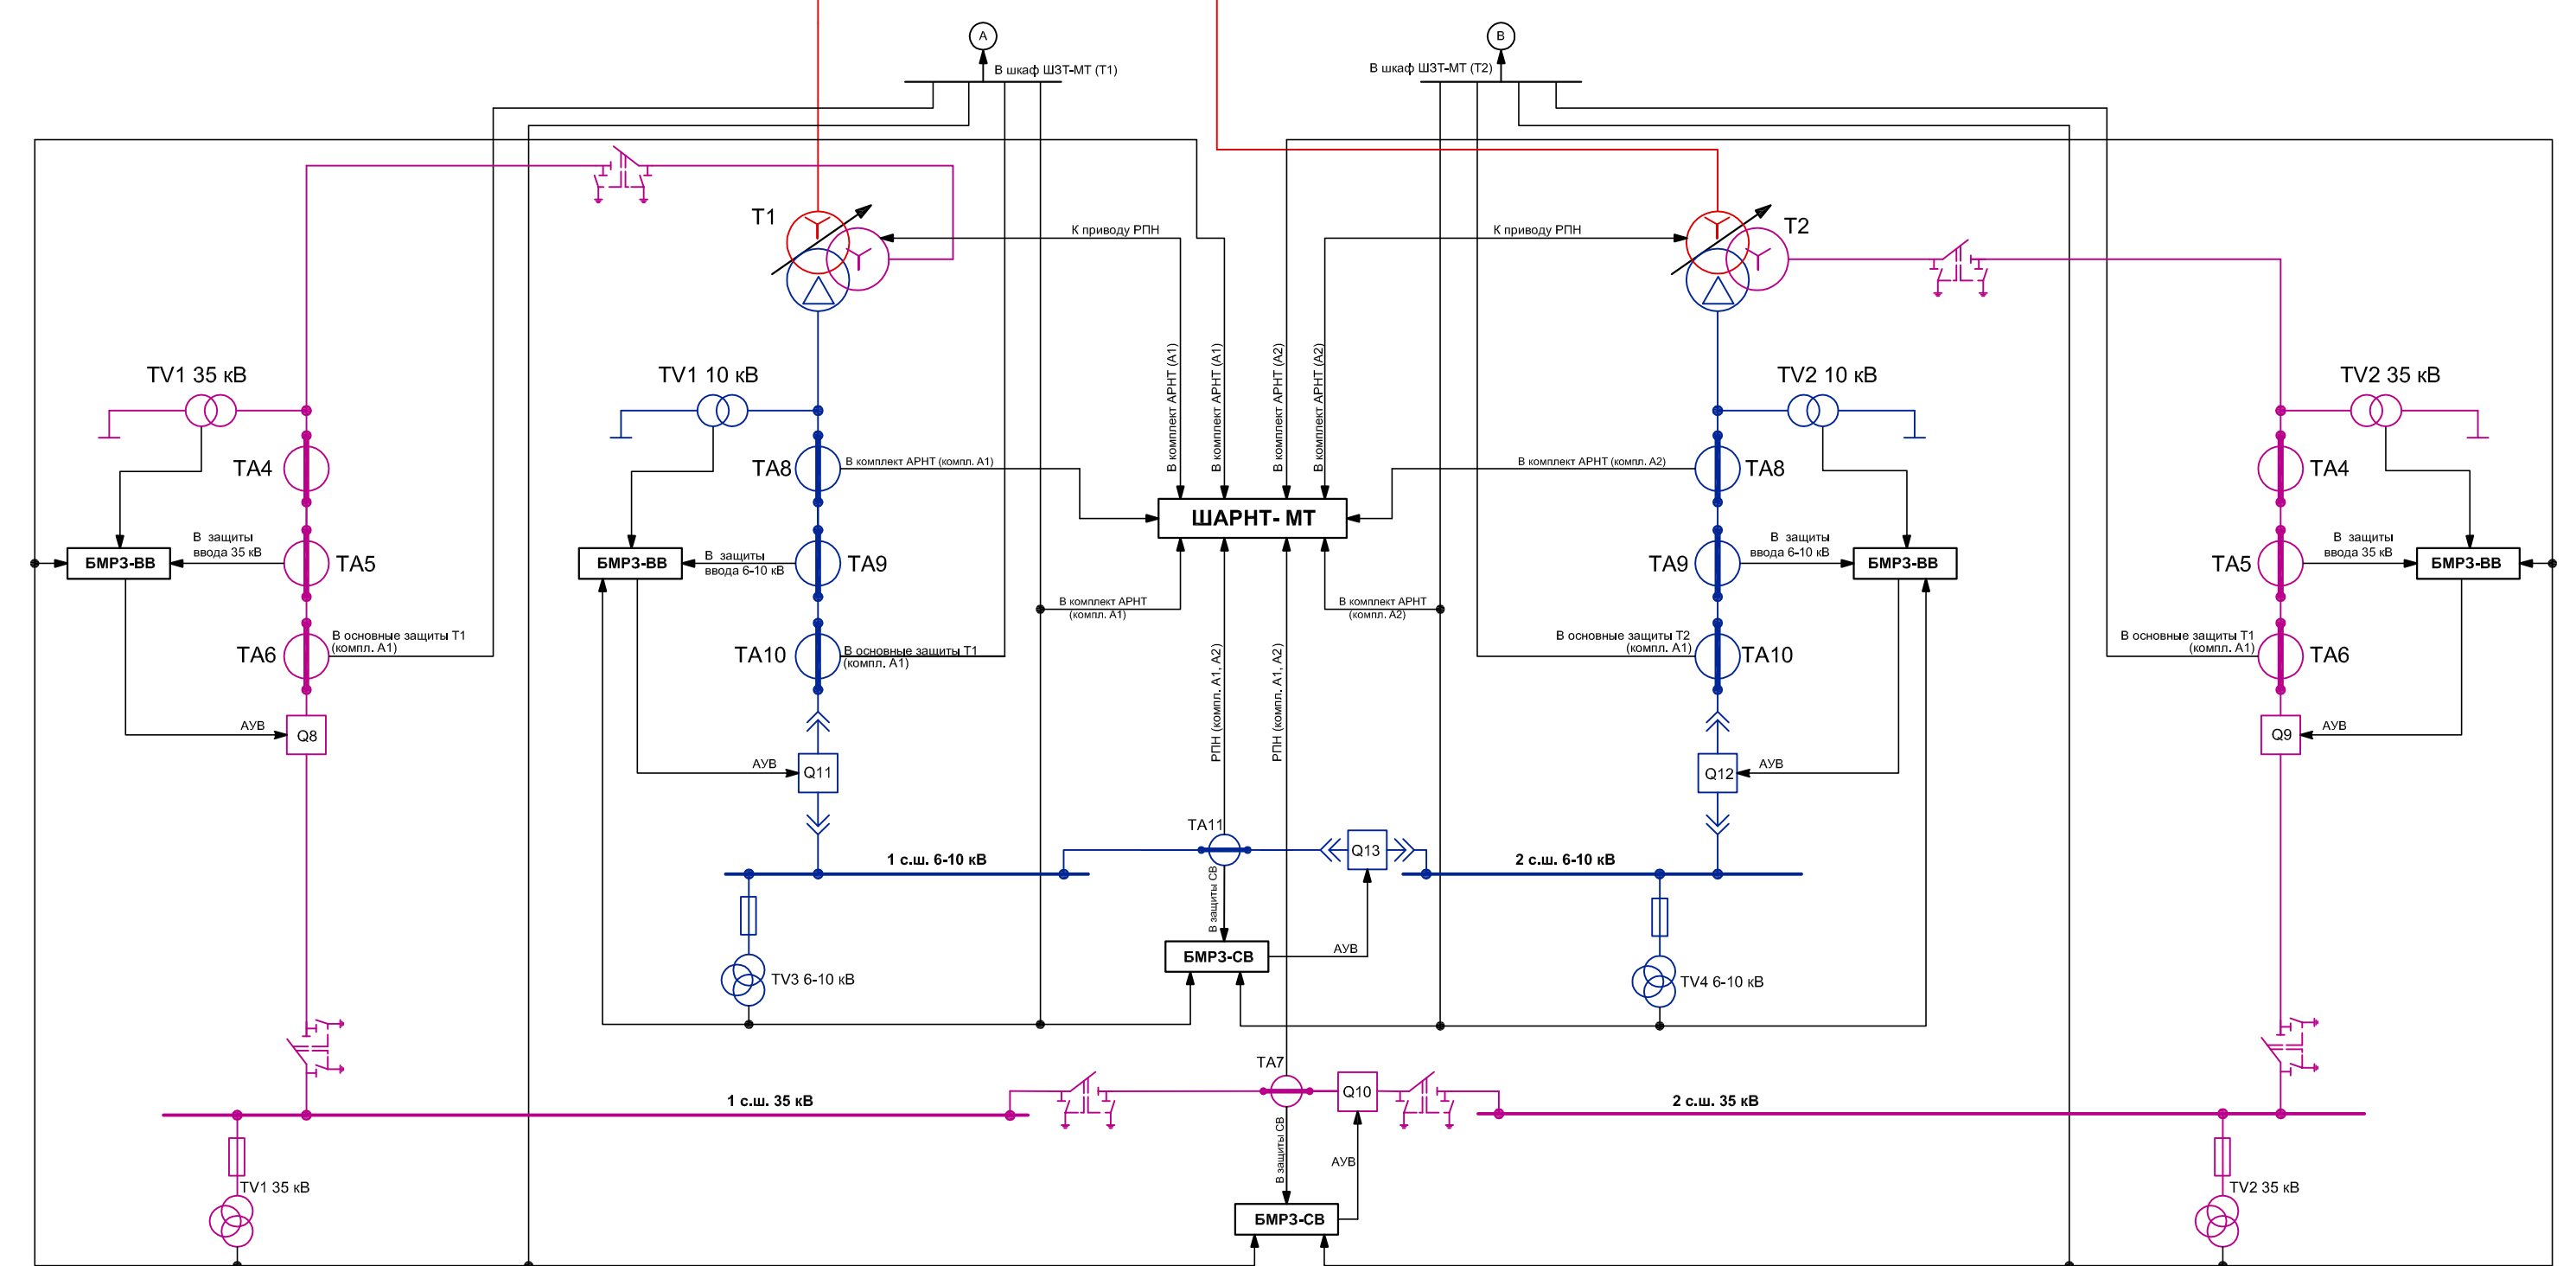 A
B
В шкаф ШЗТ-МТ (Т1)
В шкаф ШЗТ-МТ (Т2)
T1
T2
К приводу РПН
К приводу РПН
В комплект АРНТ (А1)
В комплект АРНТ (А1)
В комплект АРНТ (А2)
В комплект АРНТ (А2)
TV1 35 кВ
TV1 10 кВ
TV2 10 кВ
TV2 35 кВ
TA4
TA8
В комплект АРНТ (компл. А1)
В комплект АРНТ (компл. А2)
TA8
TA4
ШАРНТ- МТ
БМРЗ-ВВ
В защиты
ввода 35 кВ
TA5
БМРЗ-ВВ
В защиты
ввода 6-10 кВ
TA9
TA9
В защиты
ввода 6-10 кВ
БМРЗ-ВВ
TA5
В защиты
ввода 35 кВ
БМРЗ-ВВ
В комплект АРНТ
(компл. А1)
В комплект АРНТ
(компл. А2)
TA6
В основные защиты Т1
(компл. А1)
TA10
В основные защиты Т1
(компл. А1)
В основные защиты Т2
(компл. А1)
TA10
В основные защиты Т1
(компл. А1)
TA6
РПН (компл. А1, А2)
РПН (компл. А1, А2)
АУВ
Q8
АУВ
Q11
Q12
АУВ
Q9
АУВ
TA11
Q13
1 с.ш. 6-10 кВ
2 с.ш. 6-10 кВ
В защиты СВ
БМРЗ-СВ
АУВ
TV3 6-10 кВ
TV4 6-10 кВ
TA7
Q10
1 с.ш. 35 кВ
2 с.ш. 35 кВ
В защиты СВ
АУВ
TV1 35 кВ
TV2 35 кВ
БМРЗ-СВ